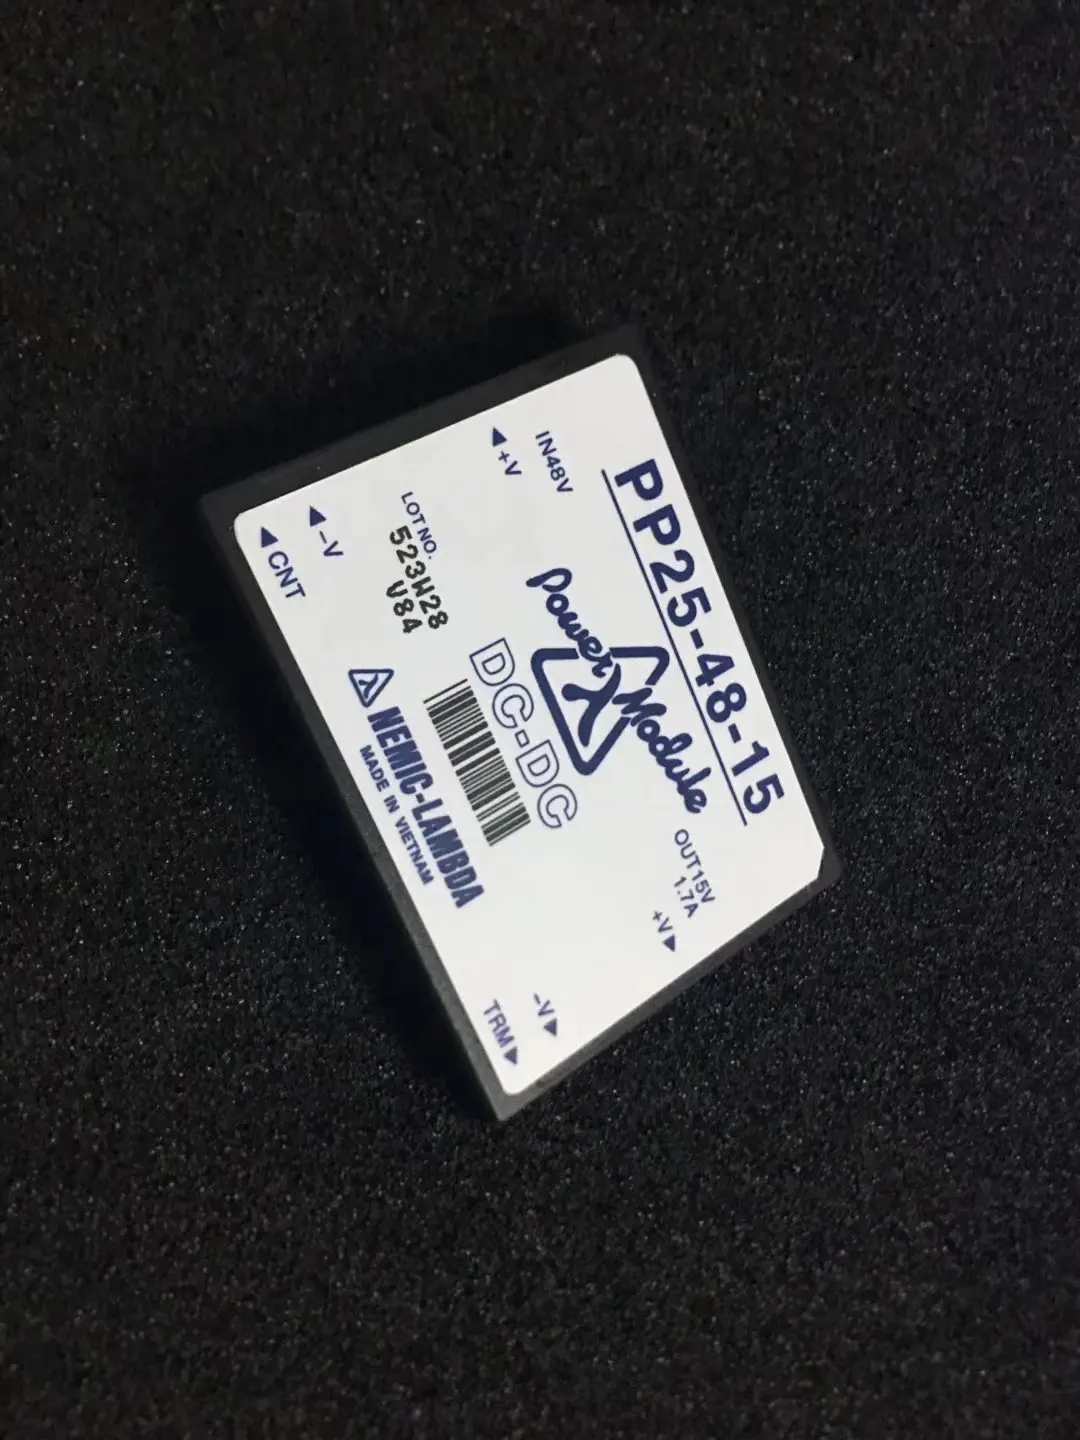 PP25-48-15
IN48V
◀+V
Power Module
λ
OUT15V
1.7A
+V▶
DC-DC
LOT NO.
523W28
V84
◀-V
-V▶
◀CNT
λ NEMIC-LAMBDA
MADE IN VIETNAM
TRM▶